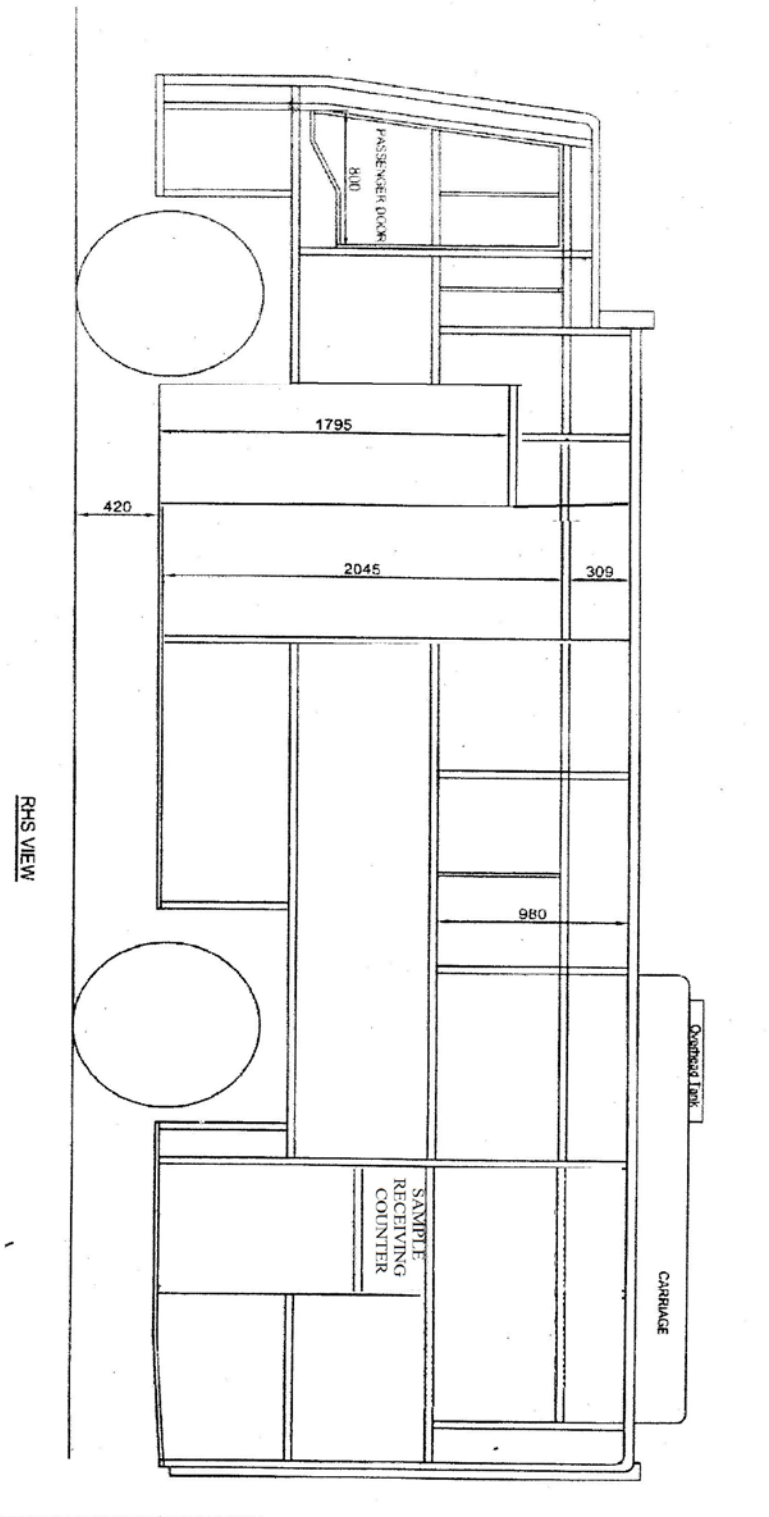 PASSENGER DOOR
800
1795
420
2045
309
980
Overhead Tank
SAMPLE
RECEIVING
COUNTER
CARRIAGE
RHS VIEW